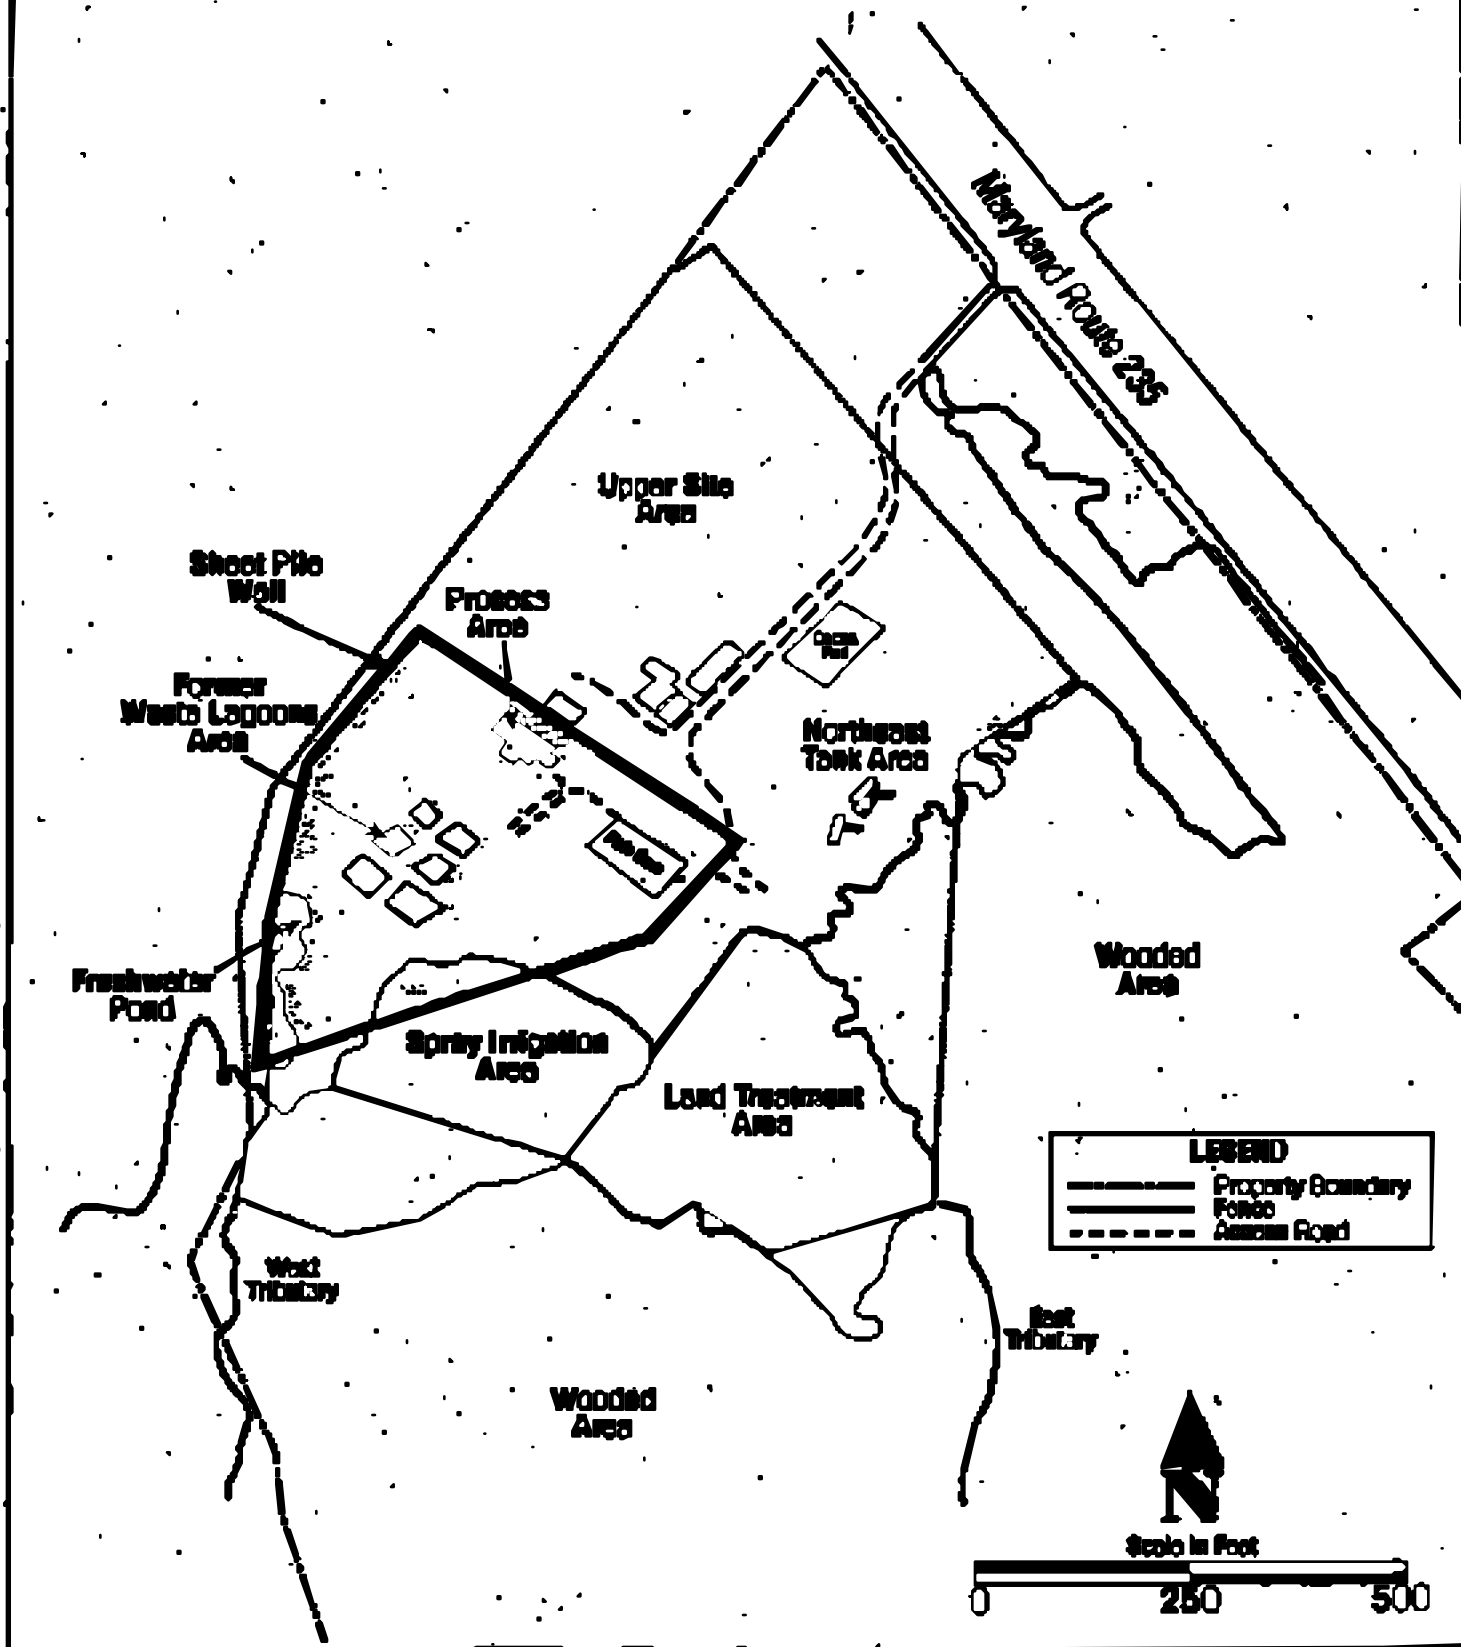 Maryland Route 235
Upper Site
Area
Sheet Pile
Wall
Process
Area
Former
Waste Lagoons
Area
Northeast
Tank Area
Freshwater
Pond
Wooded
Area
Spray Irrigation
Area
Land Treatment
Area
LEGEND
Property Boundary
Fence
Access Road
West
Tributary
East
Tributary
Wooded
Area
N
Scale in Feet
0 250 500